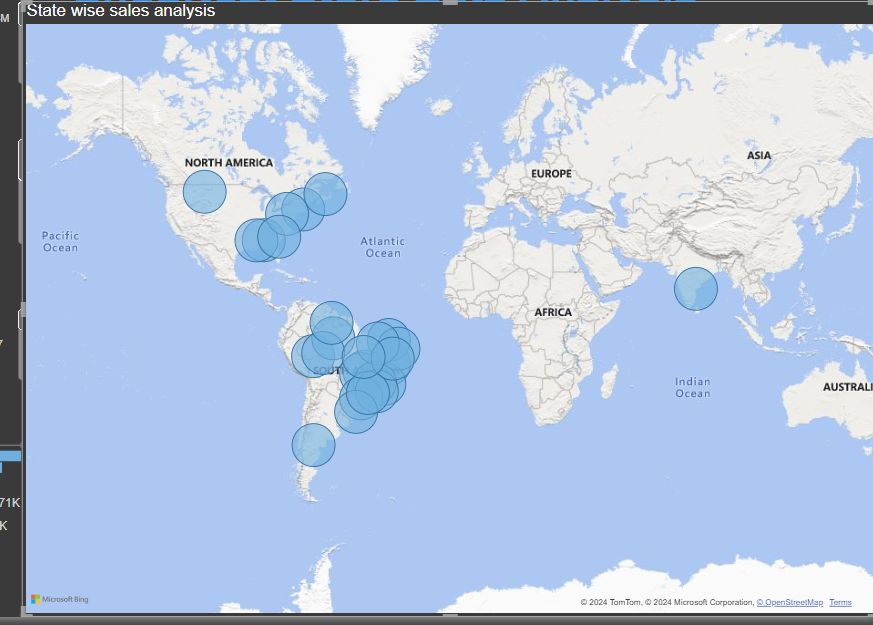 M
State wise sales analysis
NORTH AMERICA
EUROPE
ASIA
Pacific
Ocean
Atlantic
Ocean
AFRICA
SOUT
Indian
Ocean
AUSTRALI
71K
K
Microsoft Bing
© 2024 TomTom, © 2024 Microsoft Corporation, © OpenStreetMap Terms